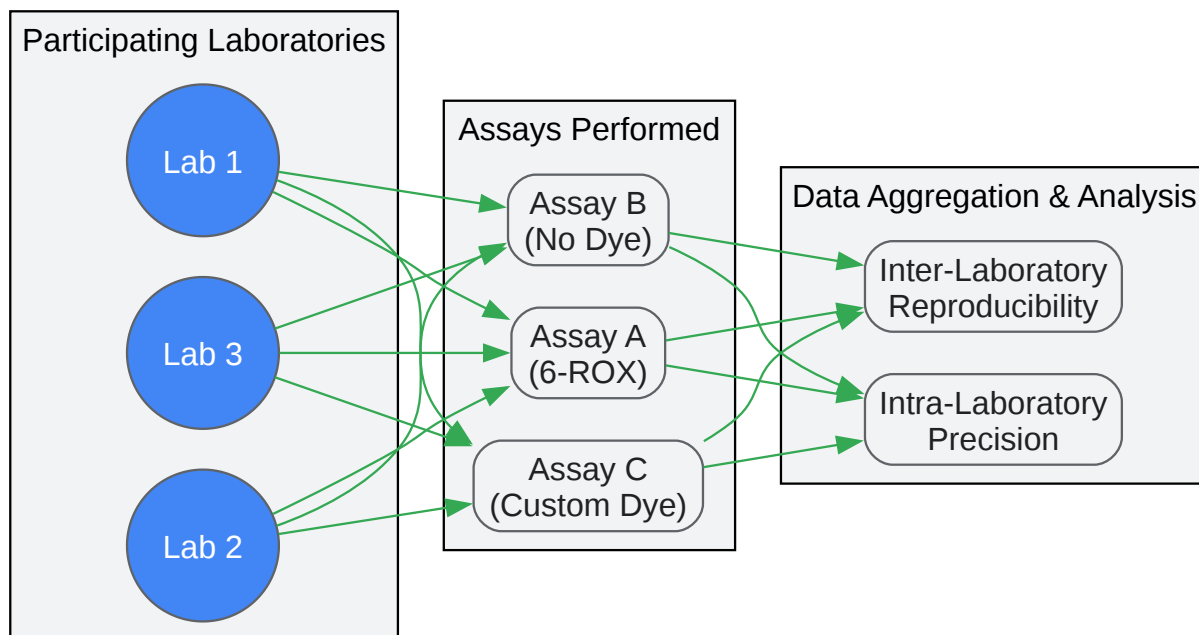 Participating Laboratories
Lab 1
Lab 3
Lab 2
Assays Performed
Assay B
(No Dye)
Assay A
(6-ROX)
Assay C
(Custom Dye)
Data Aggregation & Analysis
Inter-Laboratory
Reproducibility
Intra-Laboratory
Precision